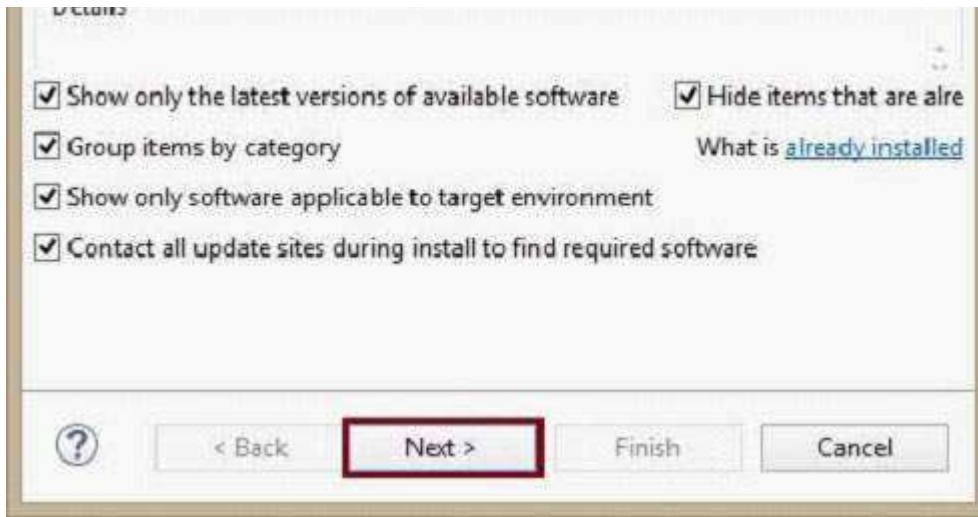 Details
Show only the latest versions of available software Hide items that are alre
Group items by category What is already installed
Show only software applicable to target environment
Contact all update sites during install to find required software
? < Back Next > Finish Cancel